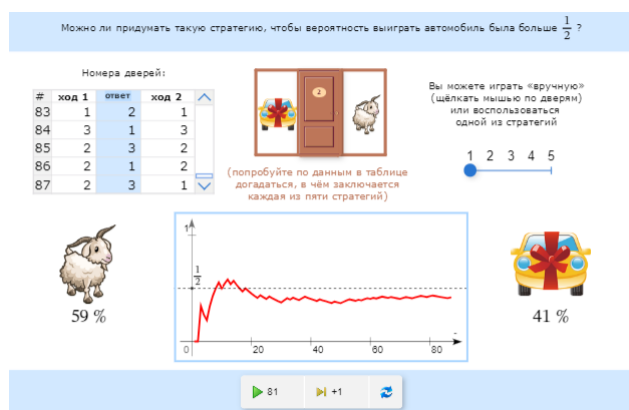 Можно ли придумать такую стратегию, чтобы вероятность выиграть автомобиль была больше 1/2 ?
Номера дверей:
# ход 1 ответ ход 2
83 1 2 1
84 3 1 3
85 2 3 2
86 2 1 2
87 2 3 1
2
(попробуйте по данным в таблице
догадаться, в чём заключается
каждая из пяти стратегий)
Вы можете играть «вручную»
(щёлкать мышью по дверям)
или воспользоваться
одной из стратегий
1 2 3 4 5
59 %
1
1/2
0 20 40 60 80
41 %
81 +1